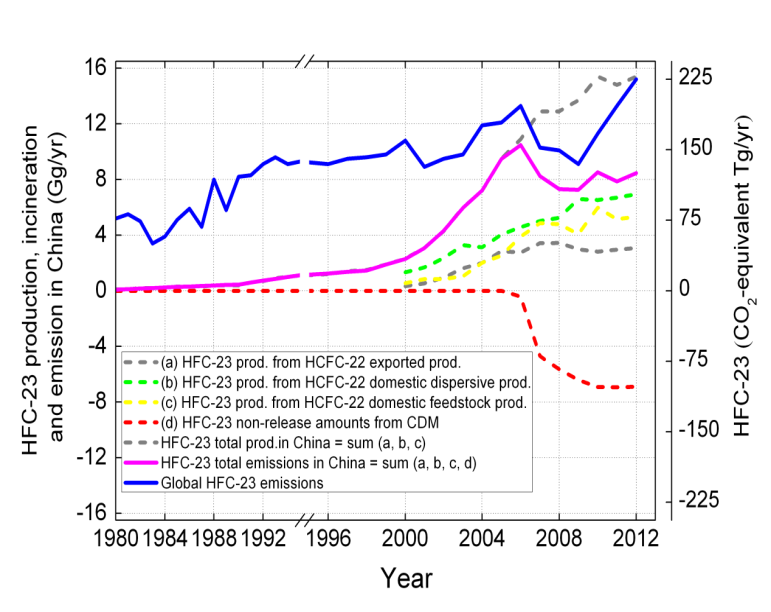 16
12
8
4
0
-4
-8
-12
-16
HFC-23 production, incineration
and emission in China (Gg/yr)
225
150
75
0
-75
-150
-225
HFC-23 (CO2-equivalent Tg/yr)
(a) HFC-23 prod. from HCFC-22 exported prod.
(b) HFC-23 prod. from HCFC-22 domestic dispersive prod.
(c) HFC-23 prod. from HCFC-22 domestic feedstock prod.
(d) HFC-23 non-release amounts from CDM
HFC-23 total prod.in China = sum (a, b, c)
HFC-23 total emissions in China = sum (a, b, c, d)
Global HFC-23 emissions
1980 1984 1988 1992 1996 2000 2004 2008 2012
Year